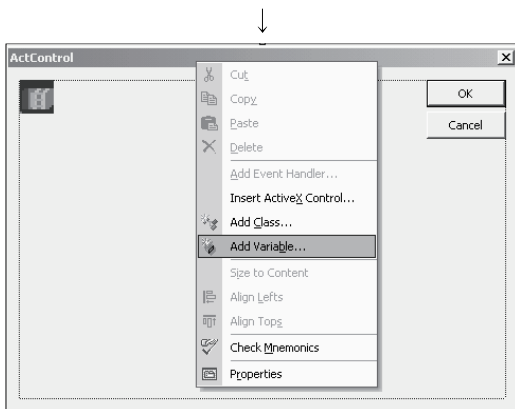 ActControl
Cut
Copy
Paste
Delete
Add Event Handler...
Insert ActiveX Control...
Add Class...
Add Variable...
Size to Content
Align Lefts
Align Tops
Check Mnemonics
Properties
OK
Cancel